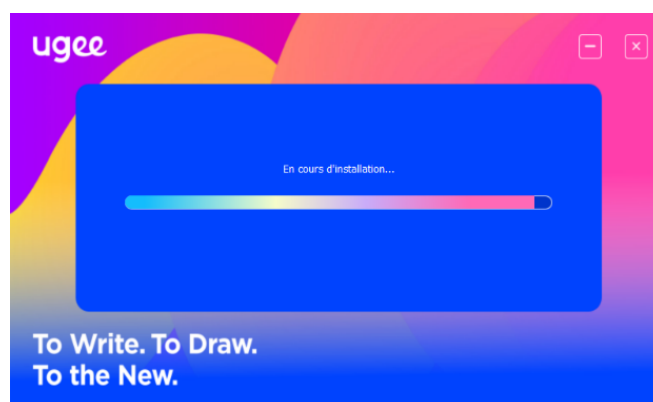 ugee
En cours d'installation...
To Write. To Draw.
To the New.